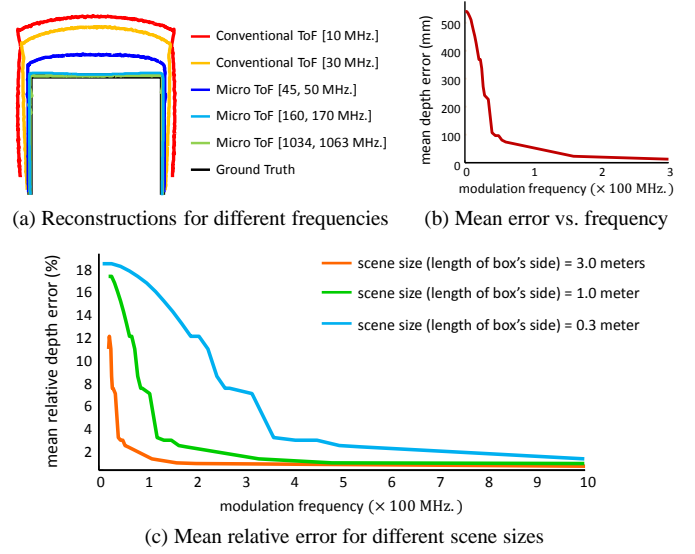 Conventional ToF [10 MHz.]
Conventional ToF [30 MHz.]
Micro ToF [45, 50 MHz.]
Micro ToF [160, 170 MHz.]
Micro ToF [1034, 1063 MHz.]
Ground Truth
(a) Reconstructions for different frequencies
mean depth error (mm)
500
400
300
200
100
0
0 1 2 3
modulation frequency (× 100 MHz.)
(b) Mean error vs. frequency
mean relative depth error (%)
18
16
14
12
10
8
6
4
2
scene size (length of box's side) = 3.0 meters
scene size (length of box's side) = 1.0 meter
scene size (length of box's side) = 0.3 meter
0 1 2 3 4 5 6 7 8 9 10
modulation frequency (× 100 MHz.)
(c) Mean relative error for different scene sizes